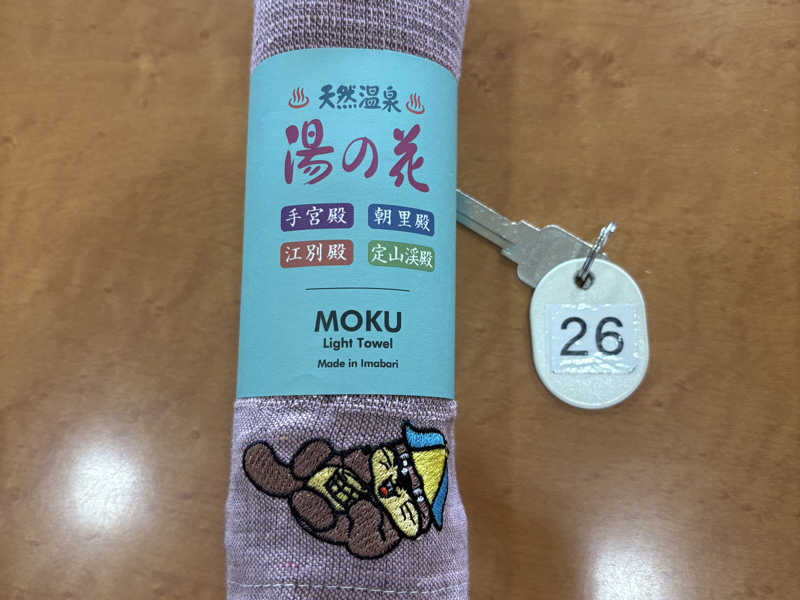 天然温泉
湯の花
手宮殿 朝里殿
江別殿 定山渓殿
MOKU
Light Towel
Made in Imabari
26